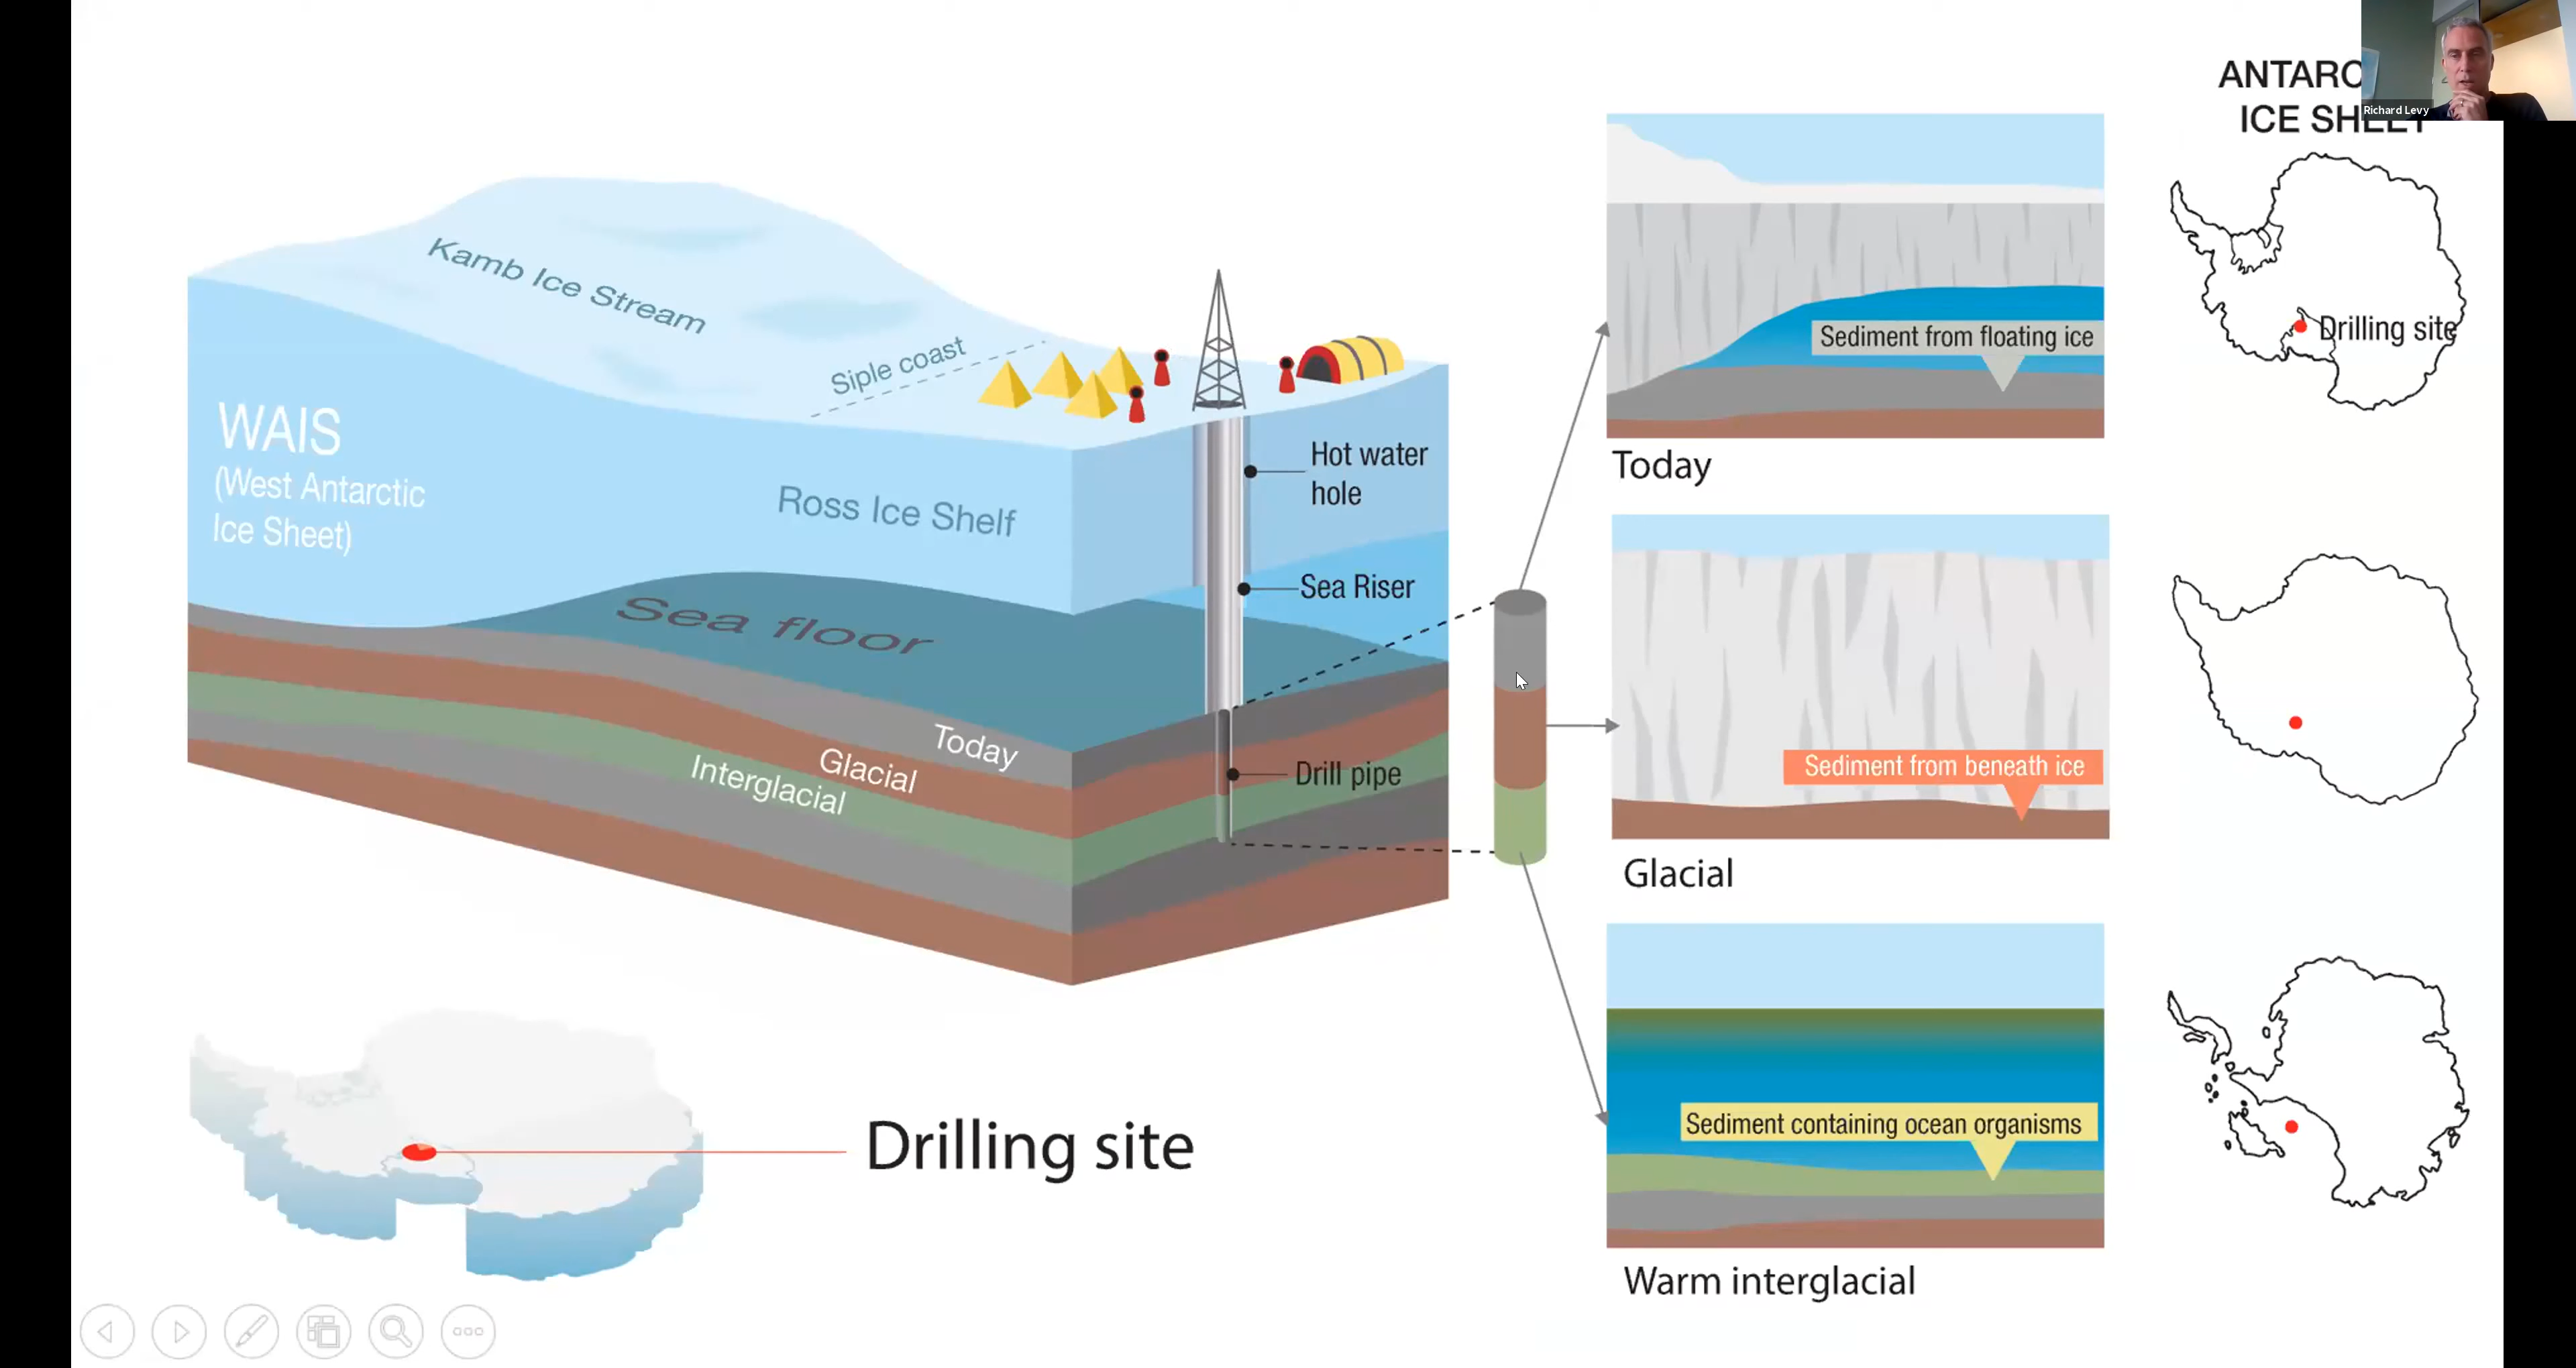 ANTARC
ICE SHEET
Richard Levy
Kamb Ice Stream
Siple coast
WAIS
(West Antarctic
Ice Sheet)
Ross Ice Shelf
Hot water
hole
Sea Riser
Sea floor
Drill pipe
Today
Glacial
Interglacial
Sediment from floating ice
Today
Drilling site
Sediment from beneath ice
Glacial
Sediment containing ocean organisms
Warm interglacial
Drilling site